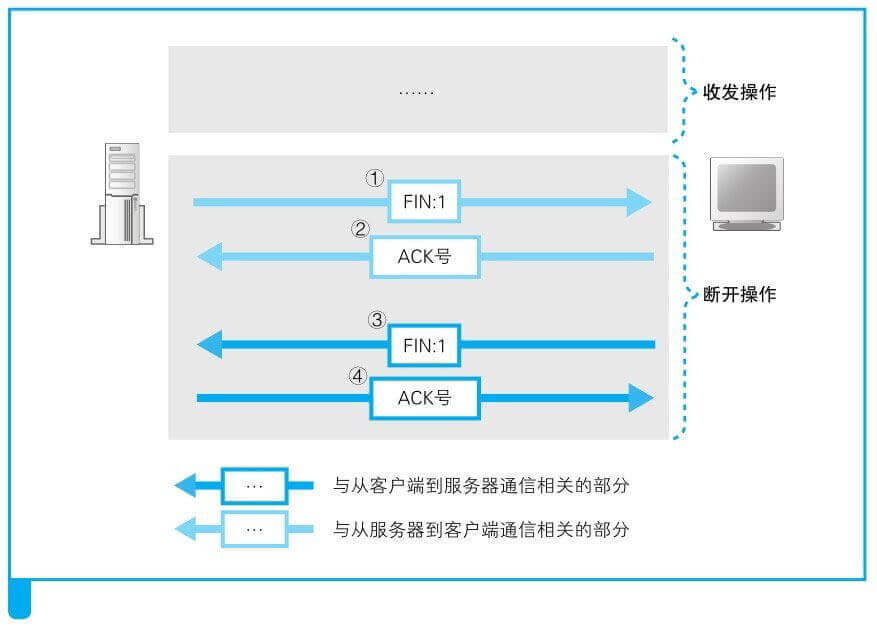 ……
收发操作
①
FIN:1
②
ACK号
断开操作
③
FIN:1
④
ACK号
… 与从客户端到服务器通信相关的部分
… 与从服务器到客户端通信相关的部分